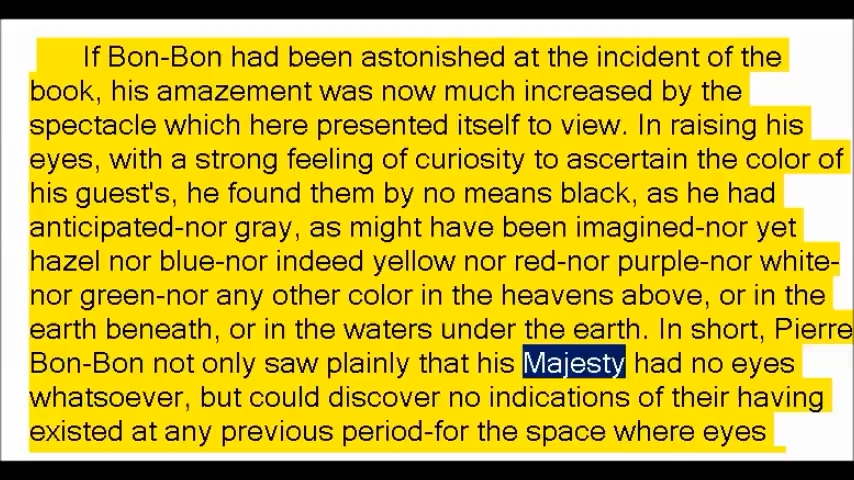 If Bon-Bon had been astonished at the incident of the
book, his amazement was now much increased by the
spectacle which here presented itself to view. In raising his
eyes, with a strong feeling of curiosity to ascertain the color of
his guest's, he found them by no means black, as he had
anticipated-nor gray, as might have been imagined-nor yet
hazel nor blue-nor indeed yellow nor red-nor purple-nor white-
nor green-nor any other color in the heavens above, or in the
earth beneath, or in the waters under the earth. In short, Pierre
Bon-Bon not only saw plainly that his Majesty had no eyes
whatsoever, but could discover no indications of their having
existed at any previous period-for the space where eyes